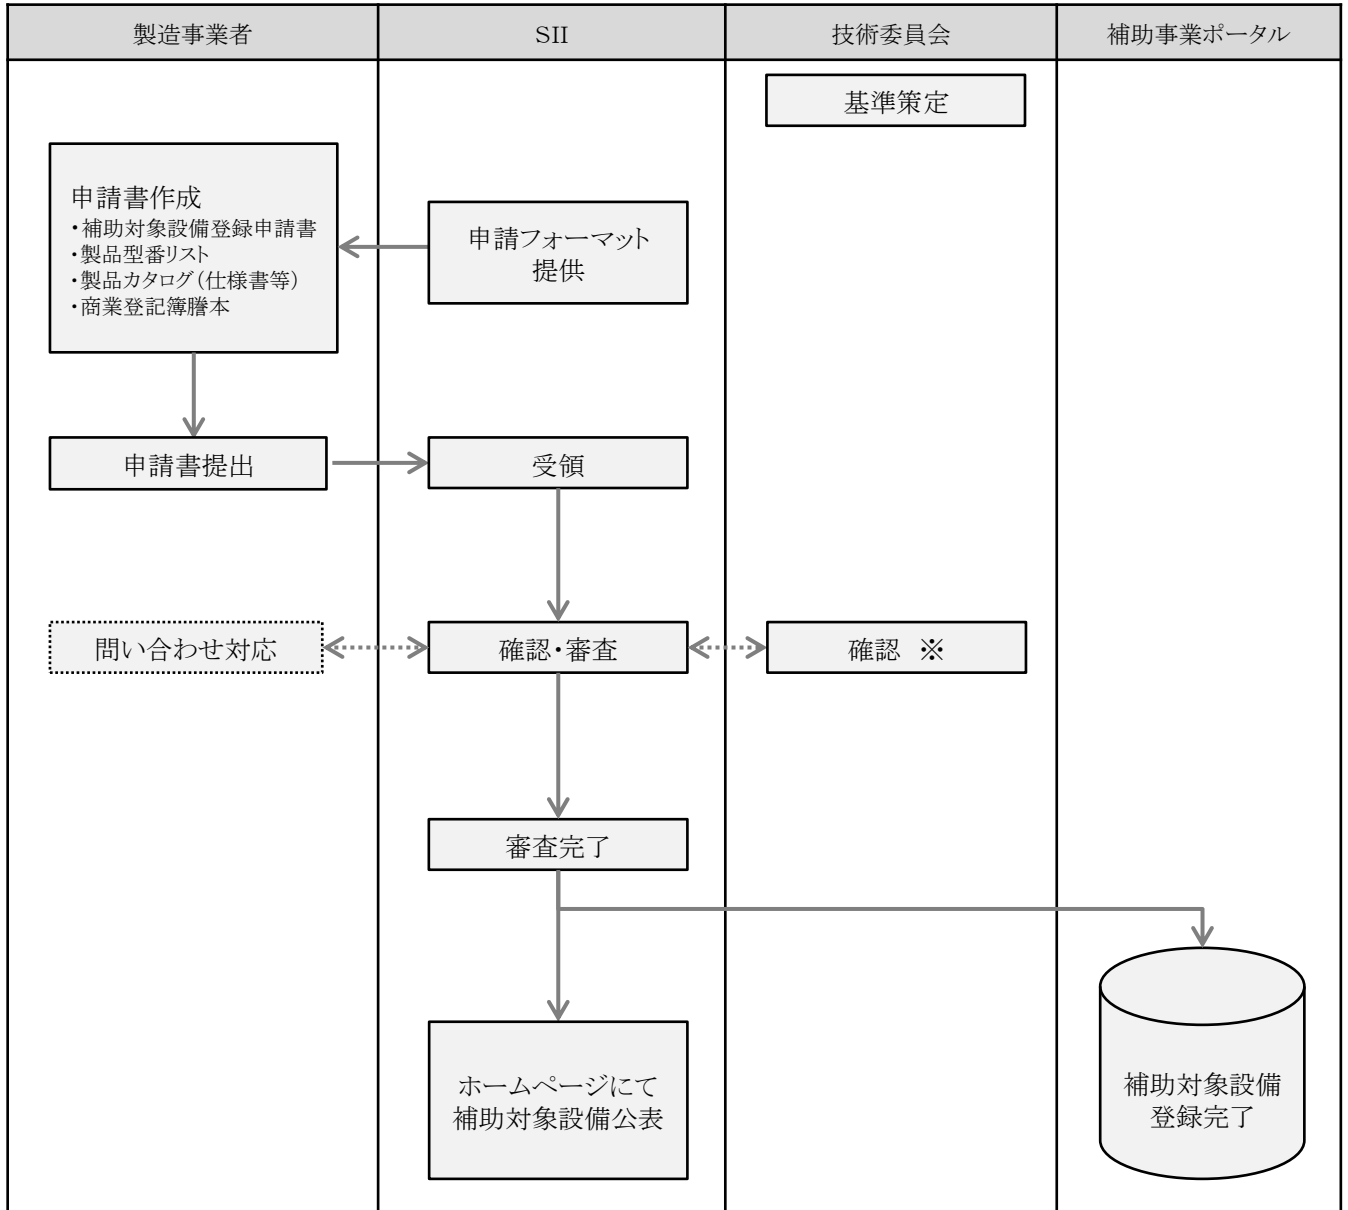 製造事業者
SII
技術委員会
補助事業ポータル
基準策定
申請書作成
・補助対象設備登録申請書
・製品型番リスト
・製品カタログ（仕様書等）
・商業登記簿謄本
申請フォーマット
提供
申請書提出
受領
問い合わせ対応
確認・審査
確認　※
審査完了
ホームページにて
補助対象設備公表
補助対象設備
登録完了